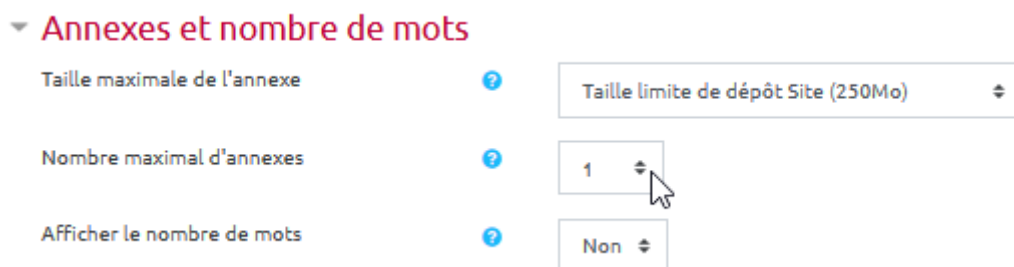 Annexes et nombre de mots
Taille maximale de l'annexe
Taille limite de dépôt Site (250Mo)
Nombre maximal d'annexes
1
Afficher le nombre de mots
Non